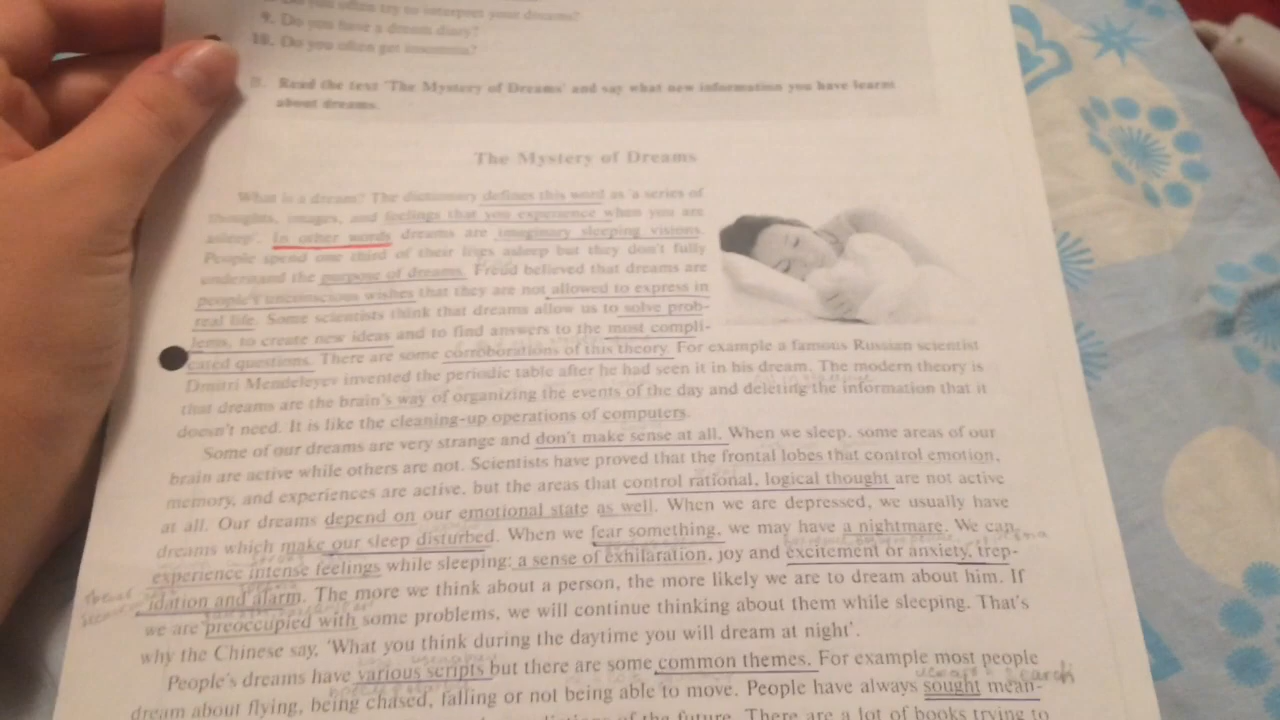 Do you often try to interpret your dreams?
9. Do you have a dream diary?
10. Do you often get insomnia?
Read the text 'The Mystery of Dreams' and say what new information you have learnt
about dreams.
The Mystery of Dreams
What is a dream? The dictionary defines this word as 'a series of
thoughts, images, and feelings that you experience when you are
asleep'. In other words dreams are imaginary sleeping visions.
People spend one third of their lives asleep but they don't fully
understand the purpose of dreams. Freud believed that dreams are
people's unconscious wishes that they are not allowed to express in
real life. Some scientists think that dreams allow us to solve prob-
lems, to create new ideas and to find answers to the most compli-
cated questions. There are some corroborations of this theory. For example a famous Russian scientist
Dmitri Mendeleyev invented the periodic table after he had seen it in his dream. The modern theory is
that dreams are the brain's way of organizing the events of the day and deleting the information that it
doesn't need. It is like the cleaning-up operations of computers.
Some of our dreams are very strange and don't make sense at all. When we sleep, some areas of our
brain are active while others are not. Scientists have proved that the frontal lobes that control emotion,
memory, and experiences are active, but the areas that control rational, logical thought are not active
at all. Our dreams depend on our emotional state as well. When we are depressed, we usually have
dreams which make our sleep disturbed. When we fear something, we may have a nightmare. We can
experience intense feelings while sleeping: a sense of exhilaration, joy and excitement or anxiety, trep-
idation and alarm. The more we think about a person, the more likely we are to dream about him. If
we are preoccupied with some problems, we will continue thinking about them while sleeping. That's
why the Chinese say, 'What you think during the daytime you will dream at night'.
People's dreams have various scripts but there are some common themes. For example most people
search
dream about flying, being chased, falling or not being able to move. People have always sought mean-
of the future. There are a lot of books trying to